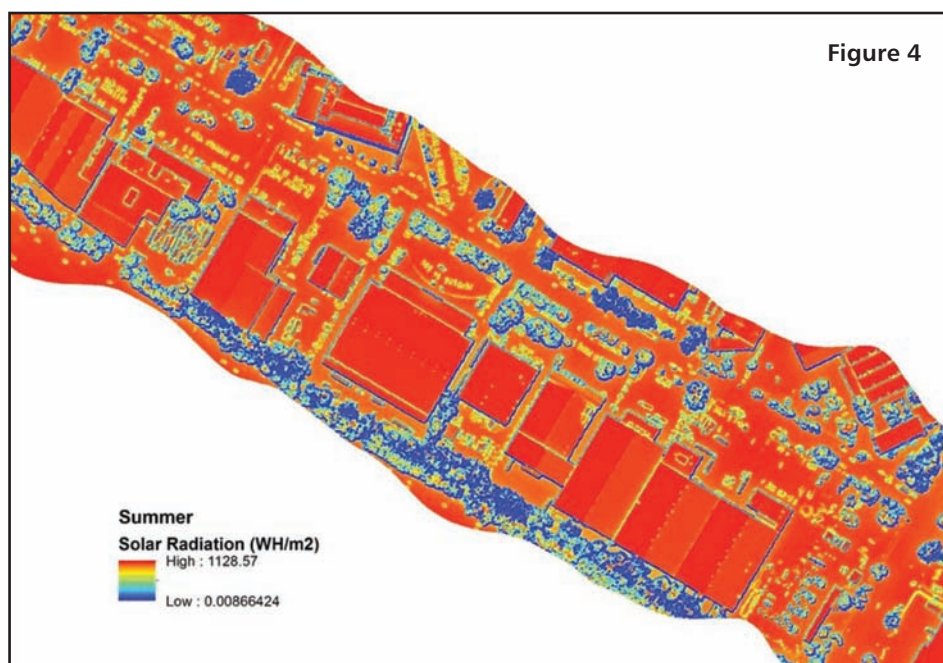 Figure 4
Summer
Solar Radiation (WH/m2)
High : 1128.57
Low : 0.00866424